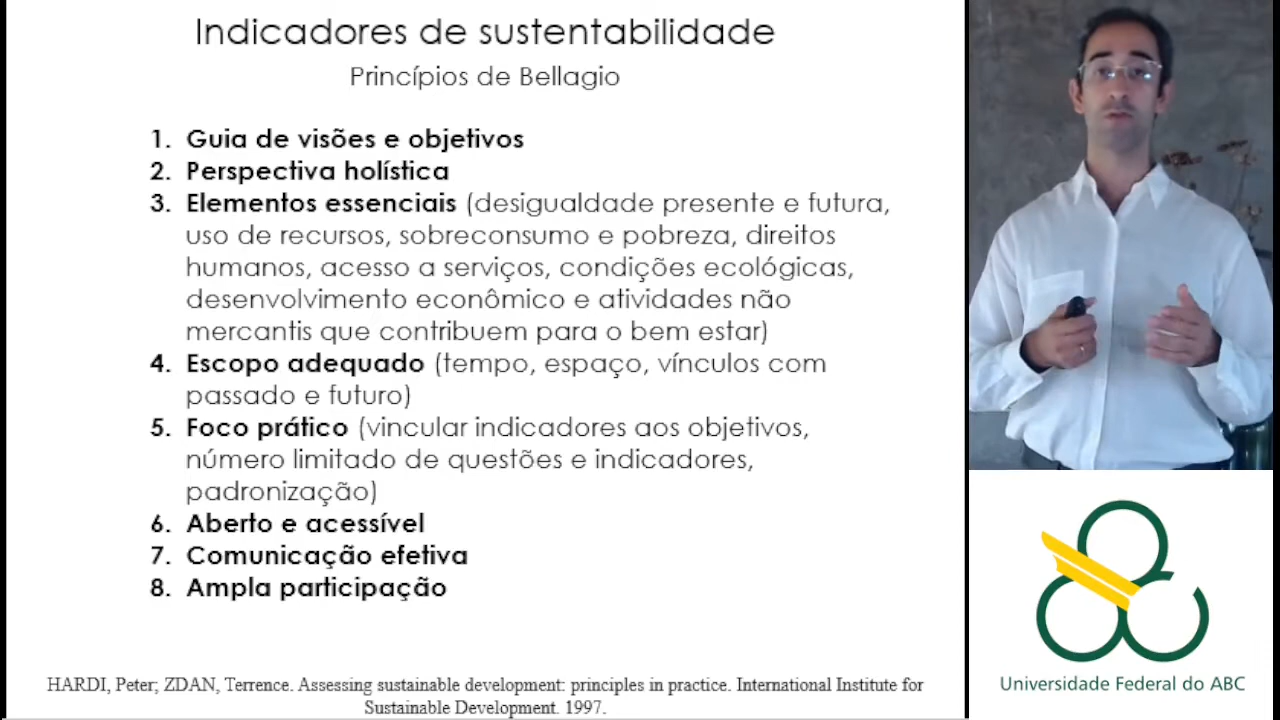 Indicadores de sustentabilidade
Princípios de Bellagio
1. Guia de visões e objetivos
2. Perspectiva holística
3. Elementos essenciais (desigualdade presente e futura,
uso de recursos, sobreconsumo e pobreza, direitos
humanos, acesso a serviços, condições ecológicas,
desenvolvimento econômico e atividades não
mercantis que contribuem para o bem estar)
4. Escopo adequado (tempo, espaço, vínculos com
passado e futuro)
5. Foco prático (vincular indicadores aos objetivos,
número limitado de questões e indicadores,
padronização)
6. Aberto e acessível
7. Comunicação efetiva
8. Ampla participação
HARDI, Peter; ZDAN, Terrence. Assessing sustainable development: principles in practice. International Institute for
Sustainable Development. 1997.
Universidade Federal do ABC